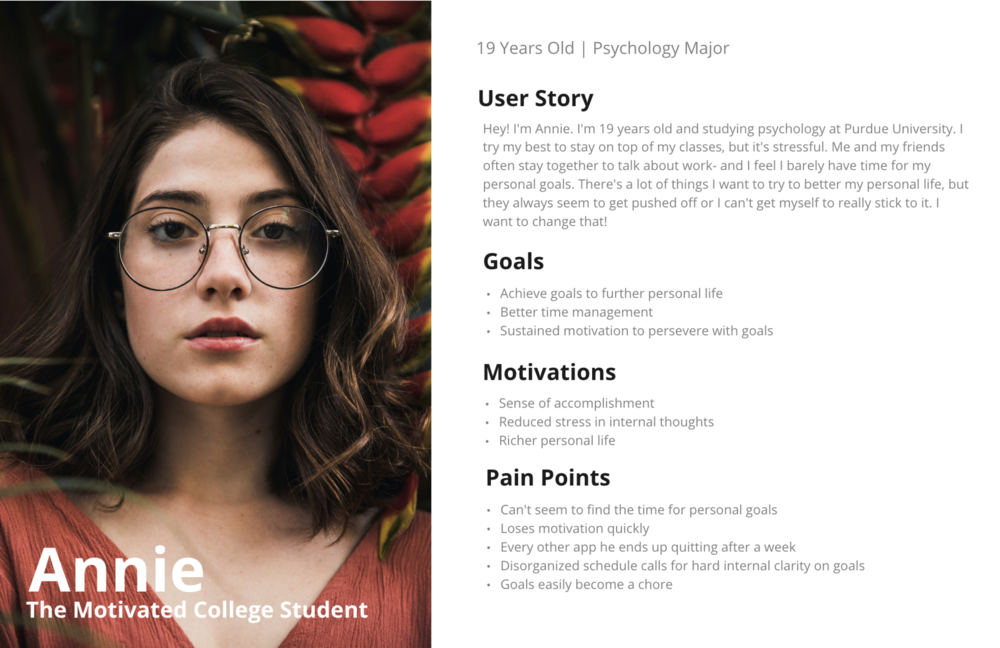 19 Years Old | Psychology Major
User Story
Hey! I'm Annie. I'm 19 years old and studying psychology at Purdue University. I
try my best to stay on top of my classes, but it's stressful. Me and my friends
often stay together to talk about work- and I feel I barely have time for my
personal goals. There's a lot of things I want to try to better my personal life, but
they always seem to get pushed off or I can't get myself to really stick to it. I
want to change that!
Goals
• Achieve goals to further personal life
• Better time management
• Sustained motivation to persevere with goals
Motivations
• Sense of accomplishment
• Reduced stress in internal thoughts
• Richer personal life
Pain Points
• Can't seem to find the time for personal goals
• Loses motivation quickly
• Every other app he ends up quitting after a week
• Disorganized schedule calls for hard internal clarity on goals
• Goals easily become a chore
Annie
The Motivated College Student